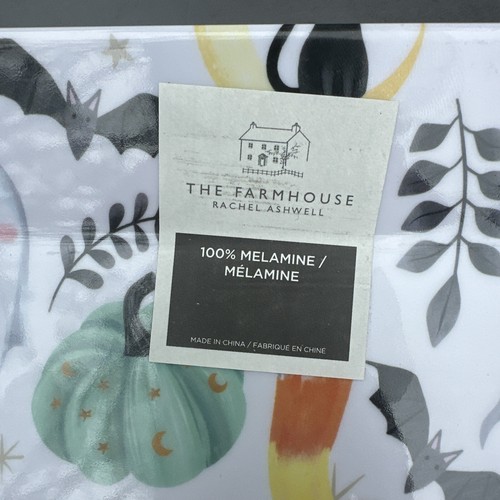 THE FARMHOUSE
RACHEL ASHWELL
100% MELAMINE /
MÉLAMINE
MADE IN CHINA / FABRIQUÉ EN CHINE